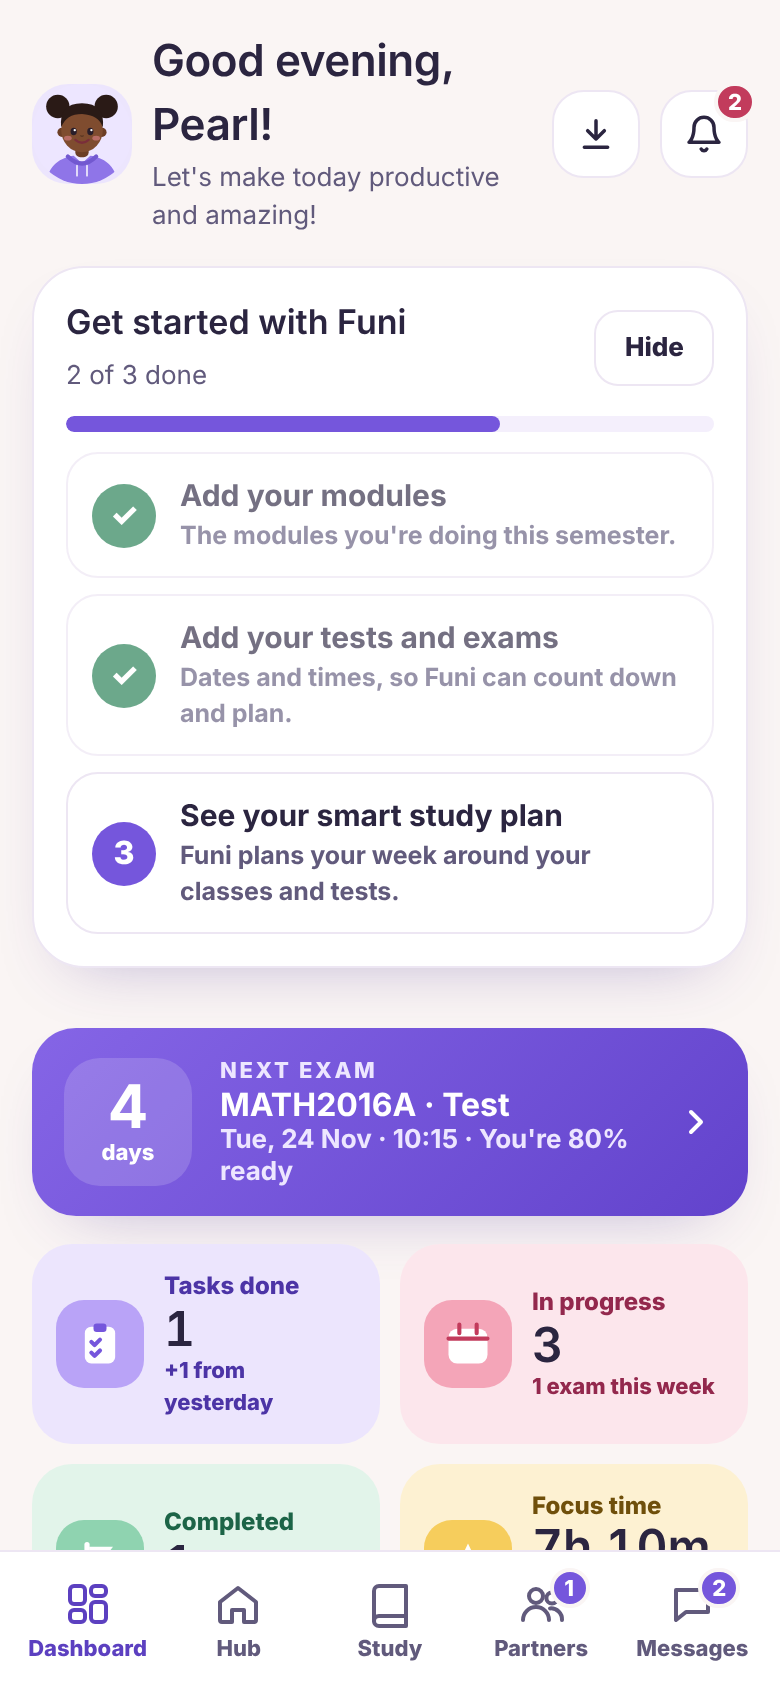 Good evening,
Pearl!
Let's make today productive
and amazing!
2
Get started with Funi
2 of 3 done
Hide
Add your modules
The modules you're doing this semester.
Add your tests and exams
Dates and times, so Funi can count down
and plan.
3
See your smart study plan
Funi plans your week around your
classes and tests.
4
days
NEXT EXAM
MATH2016A · Test
Tue, 24 Nov · 10:15 · You're 80%
ready
Tasks done
1
+1 from
yesterday
In progress
3
1 exam this week
Completed
Focus time
7h 10m
Dashboard
Hub
Study
1
Partners
2
Messages